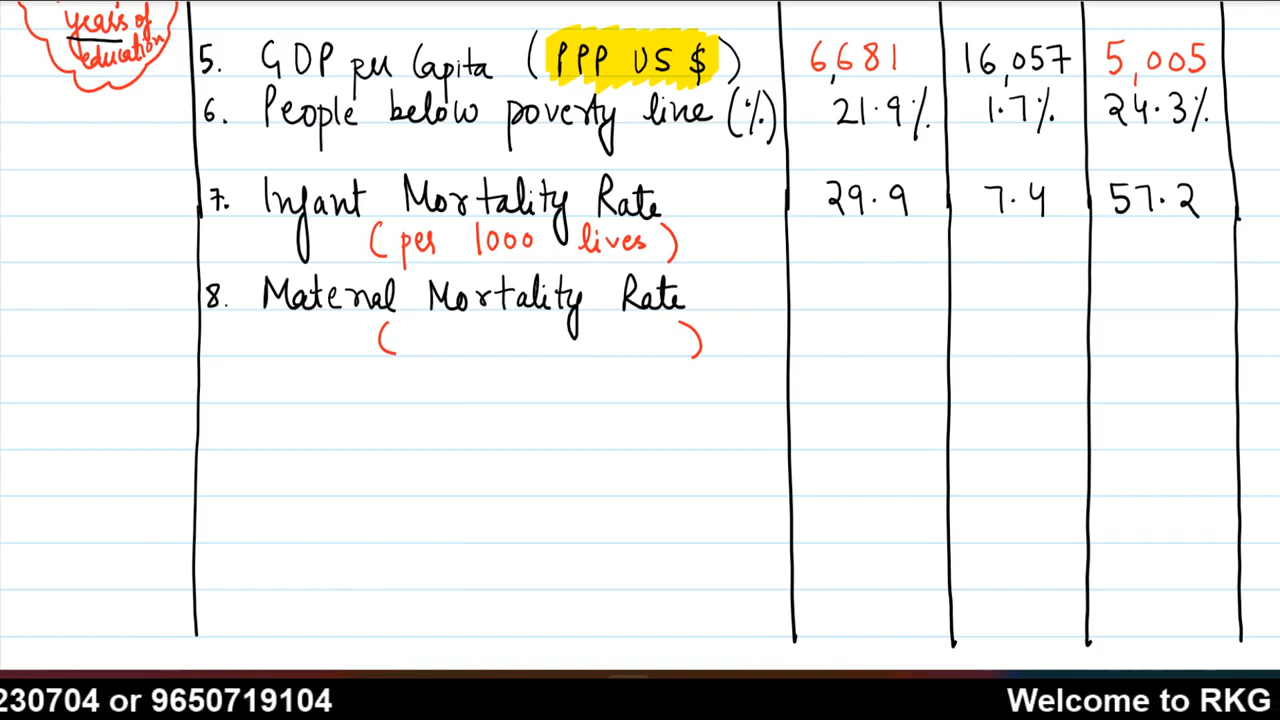 years of
education
5. GDP per Capita (PPP US $) 6,681 16,057 5,005
6. People below poverty line (%) 21.9% 1.7% 24.3%
7. Infant Mortality Rate 29.9 7.4 57.2
(per 1000 lives)
8. Maternal Mortality Rate
( )
230704 or 9650719104 Welcome to RKG